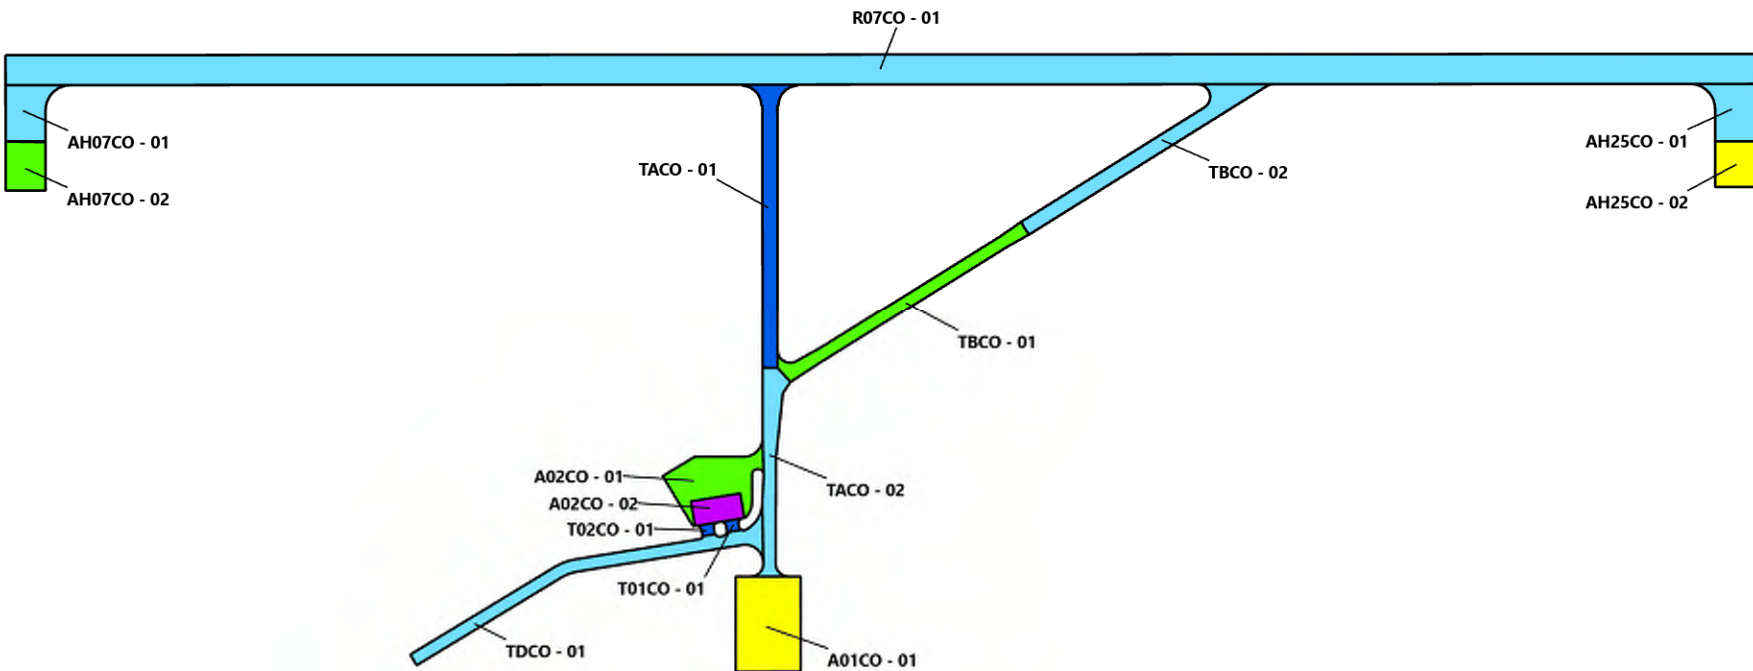 R07CO - 01
AH07CO - 01
AH25CO - 01
TACO - 01
TBCO - 02
AH07CO - 02
AH25CO - 02
TBCO - 01
A02CO - 01
TACO - 02
A02CO - 02
T02CO - 01
T01CO - 01
TDCO - 01
A01CO - 01